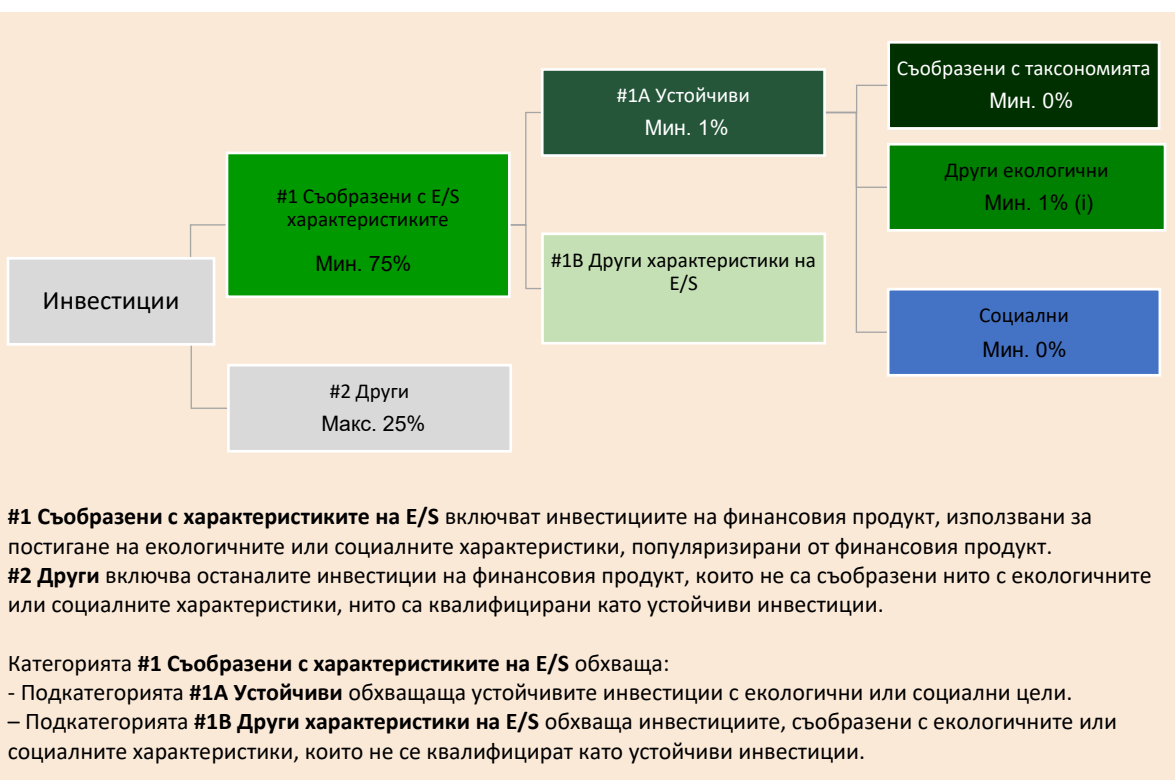 Съобразени с таксономията
Мин. 0%
#1A Устойчиви
Мин. 1%
Други екологични
Мин. 1% (i)
#1 Съобразени с E/S
характеристиките
Мин. 75%
#1B Други характеристики на
E/S
Инвестиции
Социални
Мин. 0%
#2 Други
Макс. 25%
#1 Съобразени с характеристиките на E/S включват инвестициите на финансовия продукт, използвани за
постигане на екологичните или социалните характеристики, популяризирани от финансовия продукт.
#2 Други включва останалите инвестиции на финансовия продукт, които не са съобразени нито с екологичните
или социалните характеристики, нито са квалифицирани като устойчиви инвестиции.
Категорията #1 Съобразени с характеристиките на E/S обхваща:
- Подкатегорията #1A Устойчиви обхващаща устойчивите инвестиции с екологични или социални цели.
– Подкатегорията #1B Други характеристики на E/S обхваща инвестициите, съобразени с екологичните или
социалните характеристики, които не се квалифицират като устойчиви инвестиции.